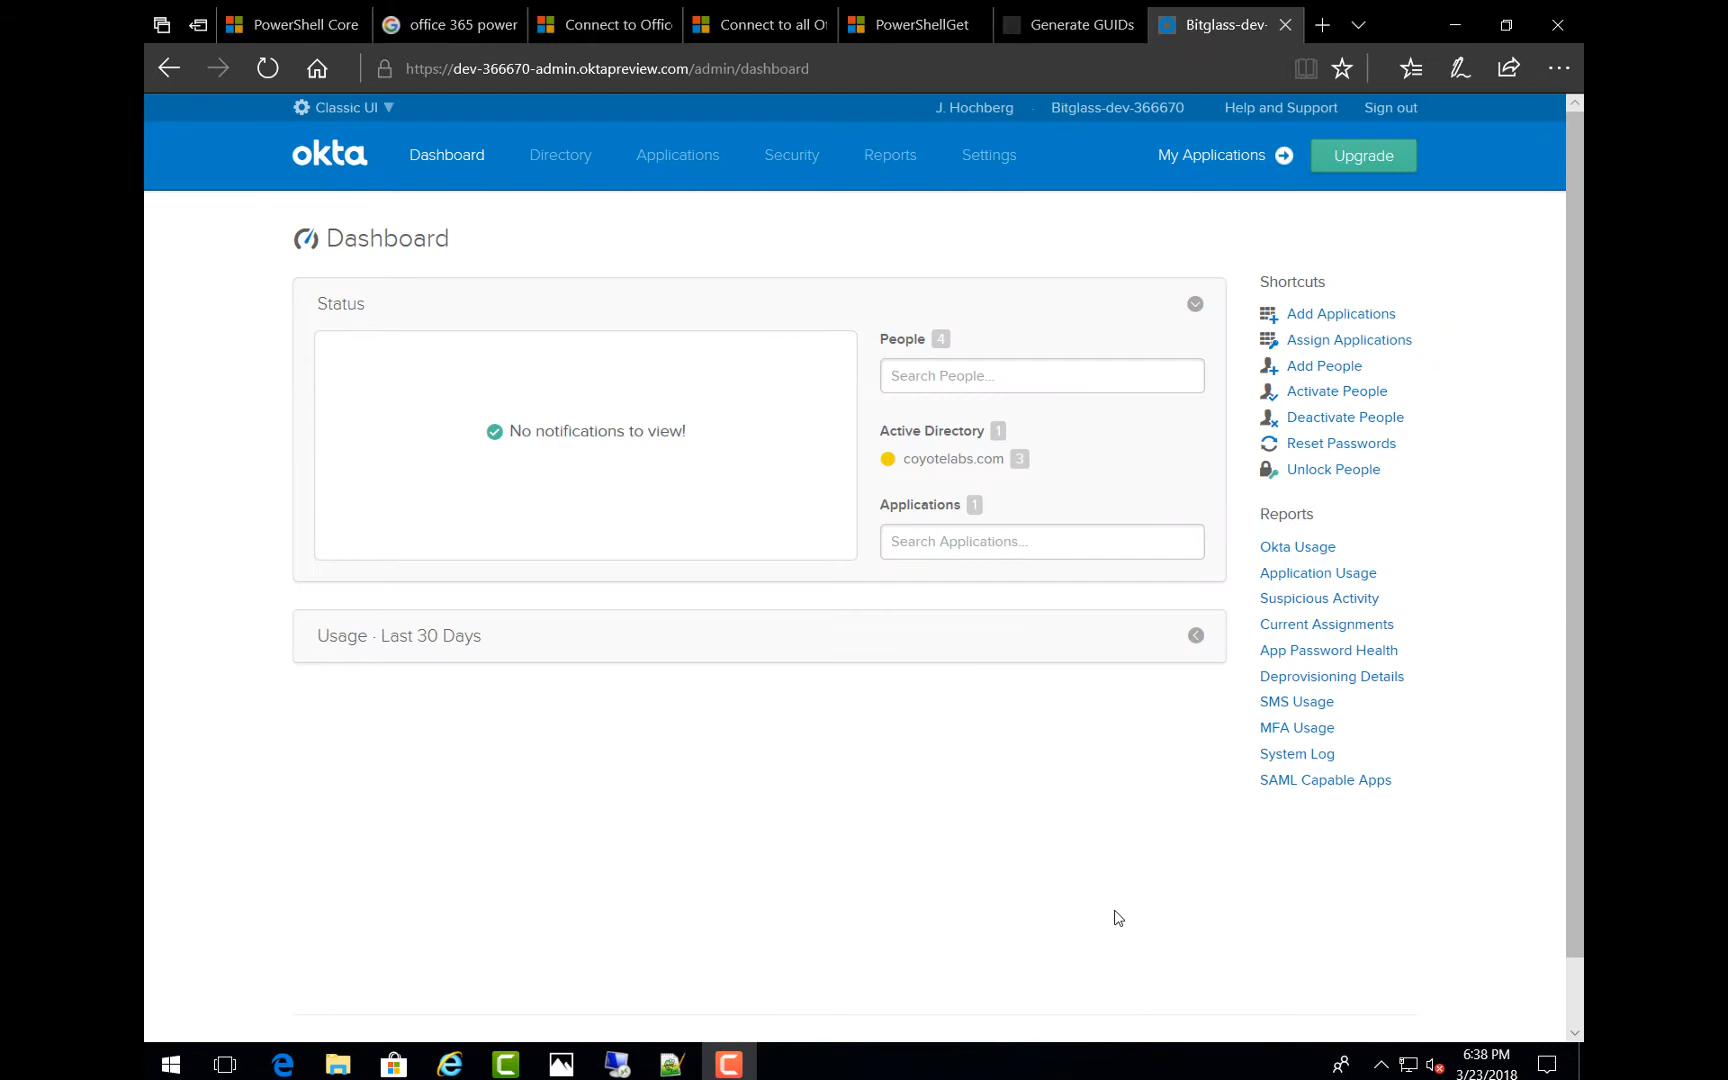 PowerShell Core
office 365 power
Connect to Offic
Connect to all O
PowerShellGet
Generate GUIDs
Bitglass-dev-
https://dev-366670-admin.oktapreview.com/admin/dashboard
Classic UI
J. Hochberg
Bitglass-dev-366670
Help and Support
Sign out
okta
Dashboard
Directory
Applications
Security
Reports
Settings
My Applications
Upgrade
Dashboard
Status
No notifications to view!
People 4
Search People...
Active Directory 1
coyotelabs.com 3
Applications 1
Search Applications...
Usage · Last 30 Days
Shortcuts
Add Applications
Assign Applications
Add People
Activate People
Deactivate People
Reset Passwords
Unlock People
Reports
Okta Usage
Application Usage
Suspicious Activity
Current Assignments
App Password Health
Deprovisioning Details
SMS Usage
MFA Usage
System Log
SAML Capable Apps
6:38 PM
3/23/2018